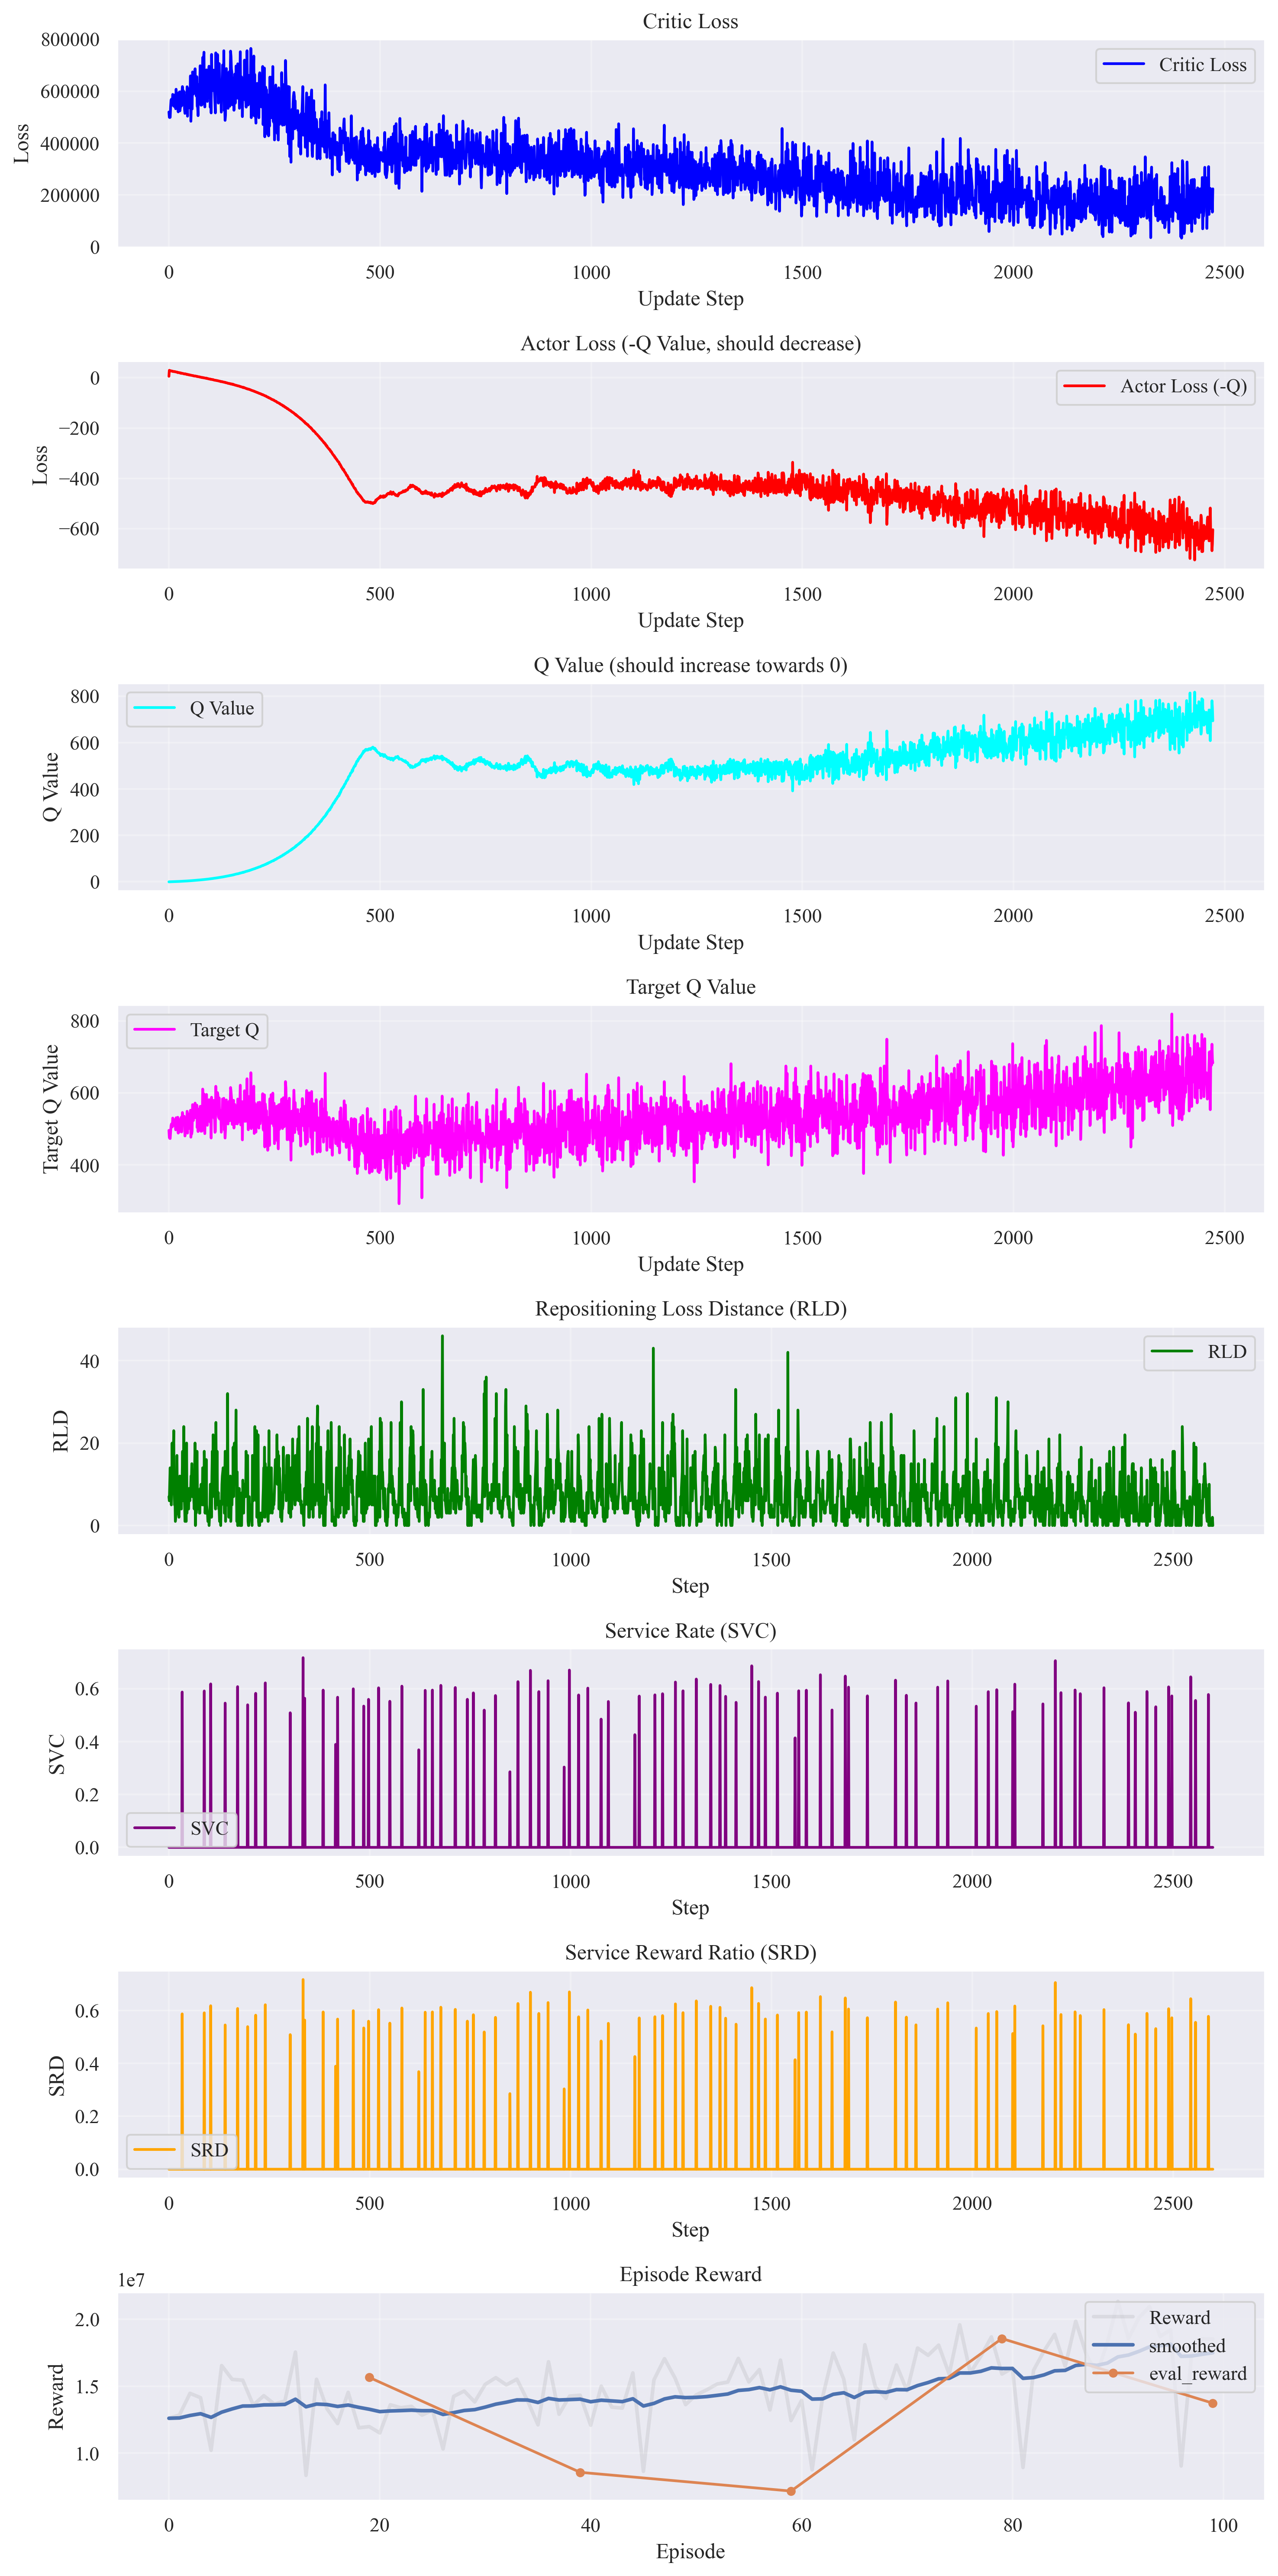 Critic Loss
800000
600000
400000
200000
0
Loss
Critic Loss
0 500 1000 1500 2000 2500
Update Step
Actor Loss (-Q Value, should decrease)
0
−200
−400
−600
Loss
Actor Loss (-Q)
0 500 1000 1500 2000 2500
Update Step
Q Value (should increase towards 0)
800
600
400
200
0
Q Value
Q Value
0 500 1000 1500 2000 2500
Update Step
Target Q Value
800
600
400
Target Q Value
Target Q
0 500 1000 1500 2000 2500
Update Step
Repositioning Loss Distance (RLD)
40
20
0
RLD
RLD
0 500 1000 1500 2000 2500
Step
Service Rate (SVC)
0.6
0.4
0.2
0.0
SVC
SVC
0 500 1000 1500 2000 2500
Step
Service Reward Ratio (SRD)
0.6
0.4
0.2
0.0
SRD
SRD
0 500 1000 1500 2000 2500
Step
Episode Reward
1e7
2.0
1.5
1.0
Reward
Reward
smoothed
eval_reward
0 20 40 60 80 100
Episode